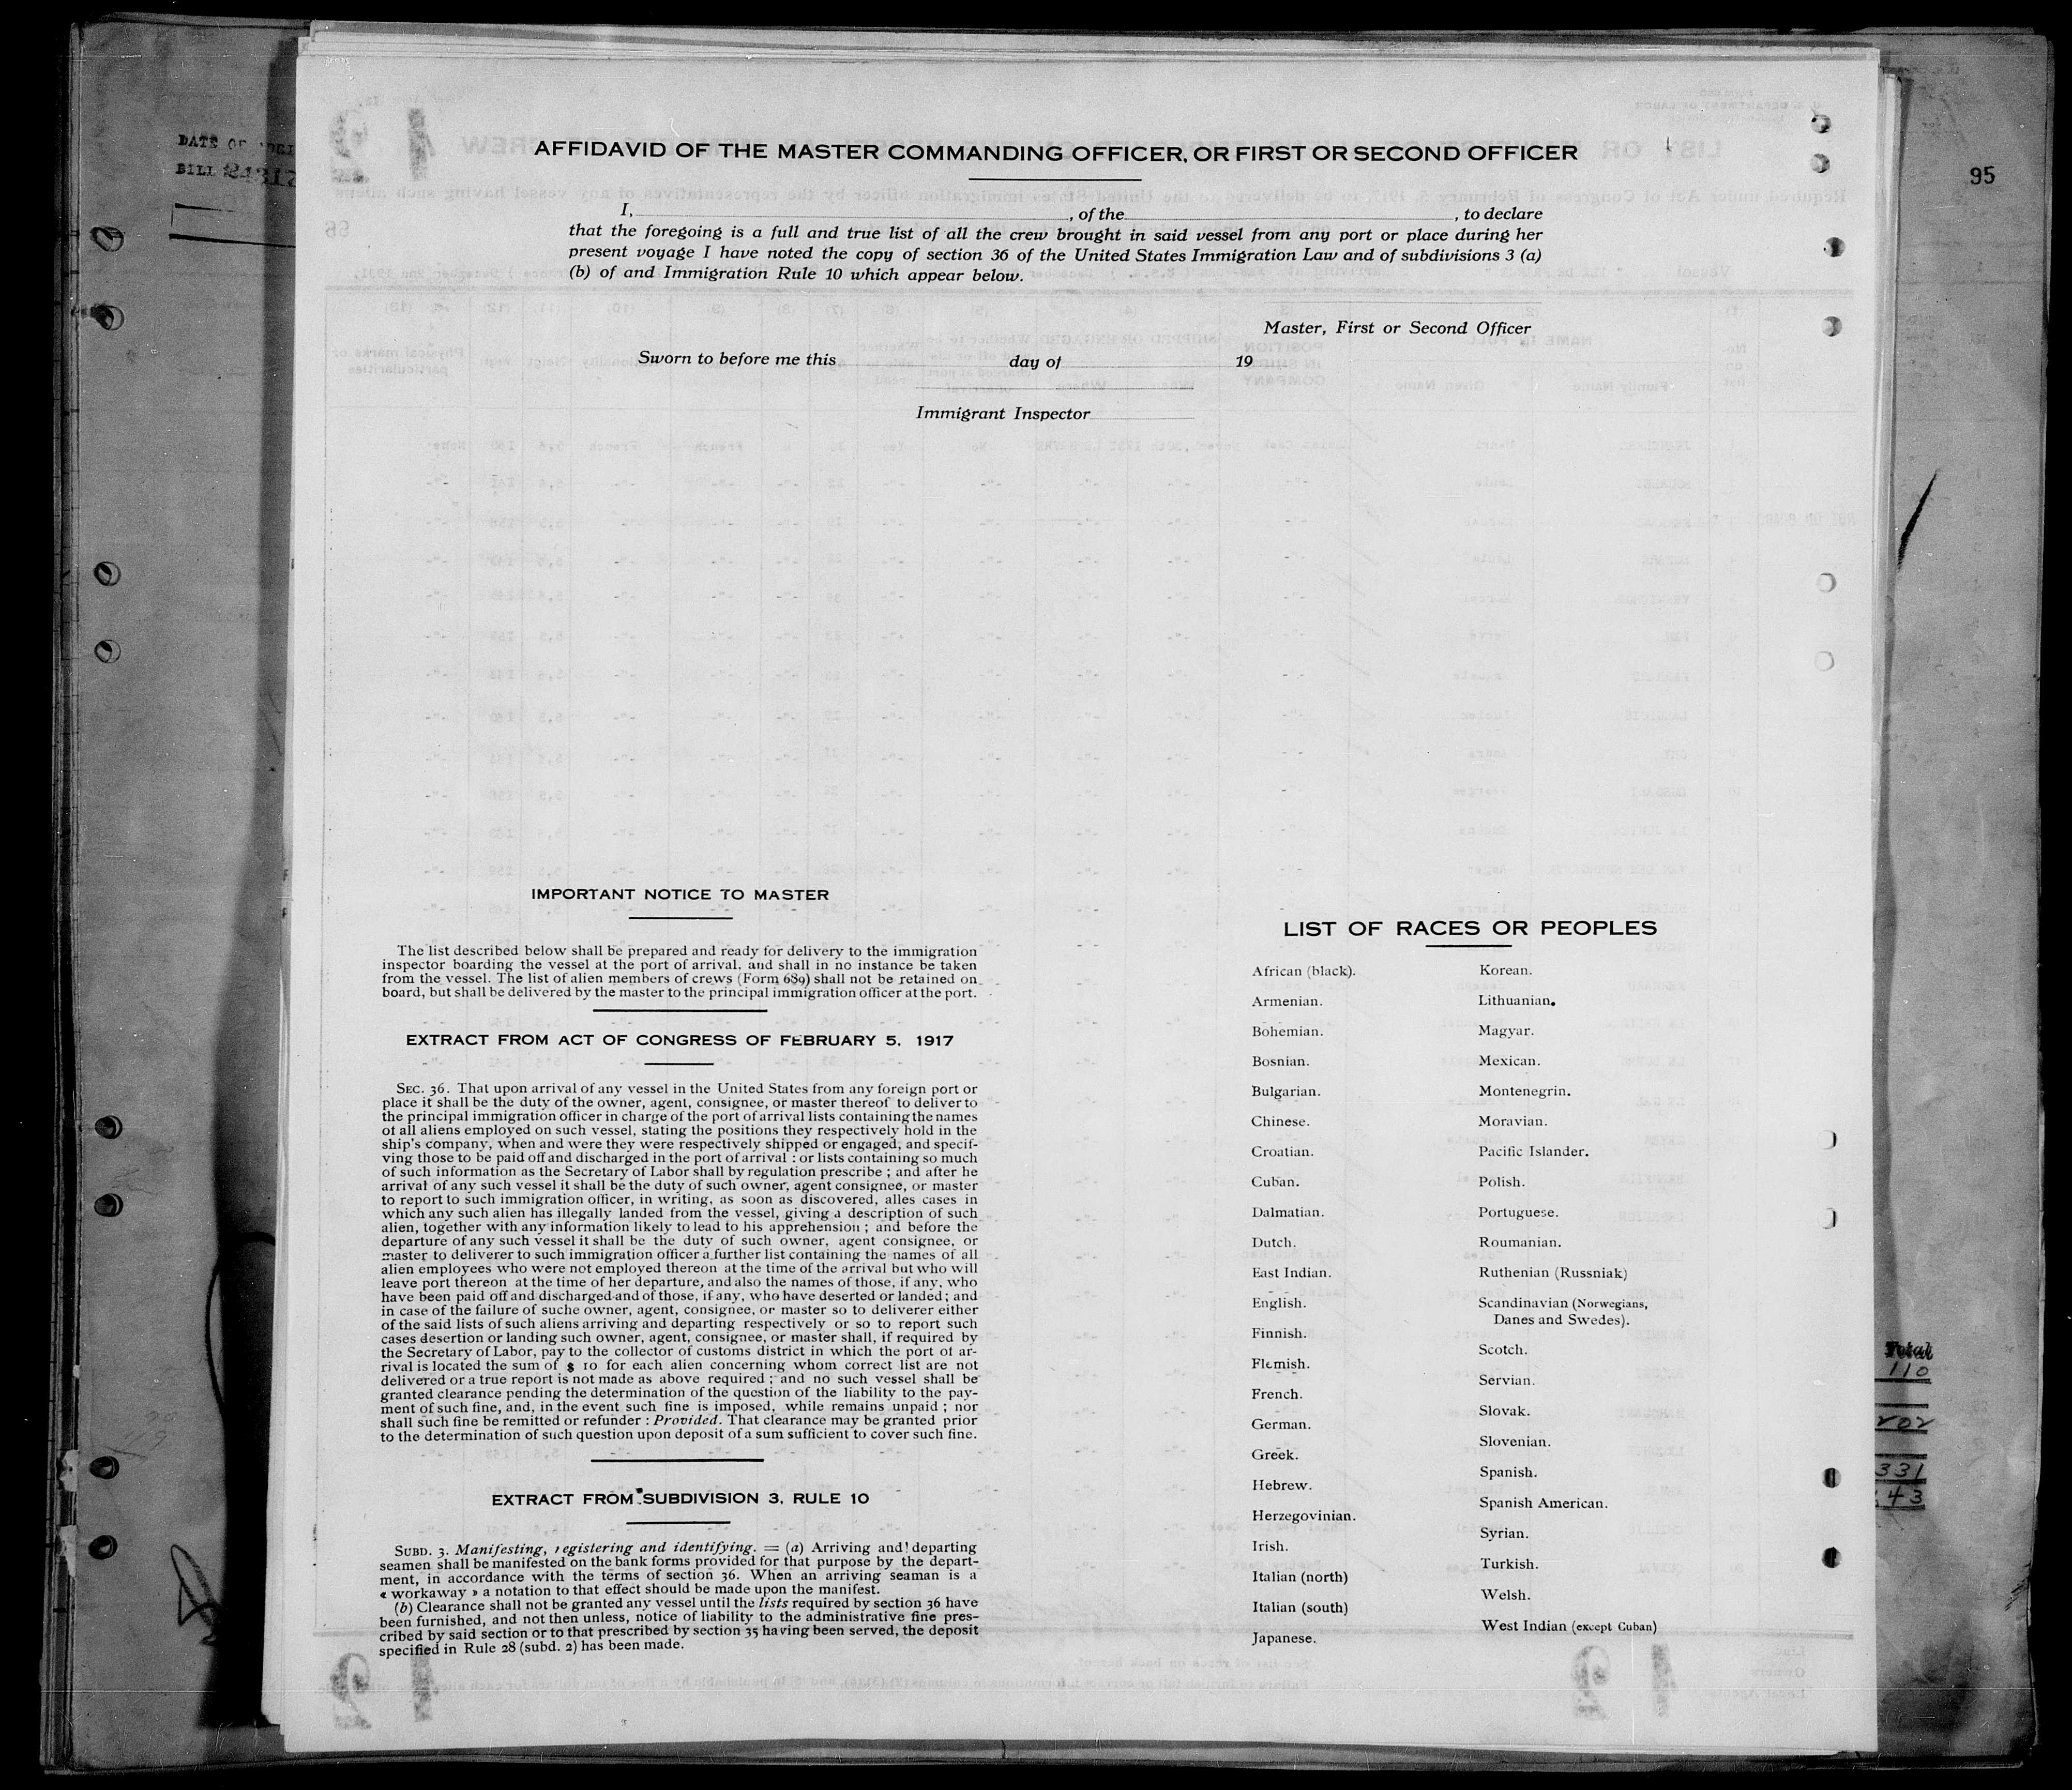 AFFIDAVID OF THE MASTER COMMANDING OFFICER, OR FIRST OR SECOND OFFICER
I, , of the , to declare
that the foregoing is a full and true list of all the crew brought in said vessel from any port or place during her
present voyage I have noted the copy of section 36 of the United States Immigration Law and of subdivisions 3 (a)
(b) of and Immigration Rule 10 which appear below.
Master, First or Second Officer
Sworn to before me this day of 19
Immigrant Inspector
95
DATE OF
BILL
IMPORTANT NOTICE TO MASTER
The list described below shall be prepared and ready for delivery to the immigration
inspector boarding the vessel at the port of arrival, and shall in no instance be taken
from the vessel. The list of alien members of crews (Form 689) shall not be retained on
board, but shall be delivered by the master to the principal immigration officer at the port.
EXTRACT FROM ACT OF CONGRESS OF FEBRUARY 5, 1917
SEC. 36. That upon arrival of any vessel in the United States from any foreign port or
place it shall be the duty of the owner, agent, consignee, or master thereof to deliver to
the principal immigration officer in charge of the port of arrival lists containing the names
of all aliens employed on such vessel, stating the positions they respectively hold in the
ship's company, when and were they were respectively shipped or engaged, and specif-
ving those to be paid off and discharged in the port of arrival : or lists containing so much
of such information as the Secretary of Labor shall by regulation prescribe ; and after he
arrival of any such vessel it shall be the duty of such owner, agent consignee, or master
to report to such immigration officer, in writing, as soon as discovered, alles cases in
which any such alien has illegally landed from the vessel, giving a description of such
alien, together with any information likely to lead to his apprehension ; and before the
departure of any such vessel it shall be the duty of such owner, agent consignee, or
master to deliverer to such immigration officer a further list containing the names of all
alien employees who were not employed thereon at the time of the arrival but who will
leave port thereon at the time of her departure, and also the names of those, if any, who
have been paid off and discharged and of those, if any, who have deserted or landed ; and
in case of the failure of suche owner, agent, consignee, or master so to deliverer either
of the said lists of such aliens arriving and departing respectively or so to report such
cases desertion or landing such owner, agent, consignee, or master shall, if required by
the Secretary of Labor, pay to the collector of customs district in which the port of ar-
rival is located the sum of $ 10 for each alien concerning whom correct list are not
delivered or a true report is not made as above required ; and no such vessel shall be
granted clearance pending the determination of the question of the liability to the pay-
ment of such fine, and, in the event such fine is imposed, while remains unpaid ; nor
shall such fine be remitted or refunder : Provided. That clearance may be granted prior
to the determination of such question upon deposit of a sum sufficient to cover such fine.
EXTRACT FROM SUBDIVISION 3, RULE 10
SUBD. 3. Manifesting, registering and identifying. = (a) Arriving and departing
seamen shall be manifested on the bank forms provided for that purpose by the depart-
ment, in accordance with the terms of section 36. When an arriving seaman is a
« workaway » a notation to that effect should be made upon the manifest.
(b) Clearance shall not be granted any vessel until the lists required by section 36 have
been furnished, and not then unless, notice of liability to the administrative fine pres-
cribed by said section or to that prescribed by section 35 having been served, the deposit
specified in Rule 28 (subd. 2) has been made.
LIST OF RACES OR PEOPLES
African (black).
Armenian.
Bohemian.
Bosnian.
Bulgarian.
Chinese.
Croatian.
Cuban.
Dalmatian.
Dutch.
East Indian.
English.
Finnish.
Flemish.
French.
German.
Greek.
Hebrew.
Herzegovinian.
Irish.
Italian (north)
Italian (south)
Japanese.
Korean.
Lithuanian.
Magyar.
Mexican.
Montenegrin.
Moravian.
Pacific Islander.
Polish.
Portuguese.
Roumanian.
Ruthenian (Russniak)
Scandinavian (Norwegians,
Danes and Swedes).
Scotch.
Servian.
Slovak.
Slovenian.
Spanish.
Spanish American.
Syrian.
Turkish.
Welsh.
West Indian (except Cuban)
Total
110
202
331
43